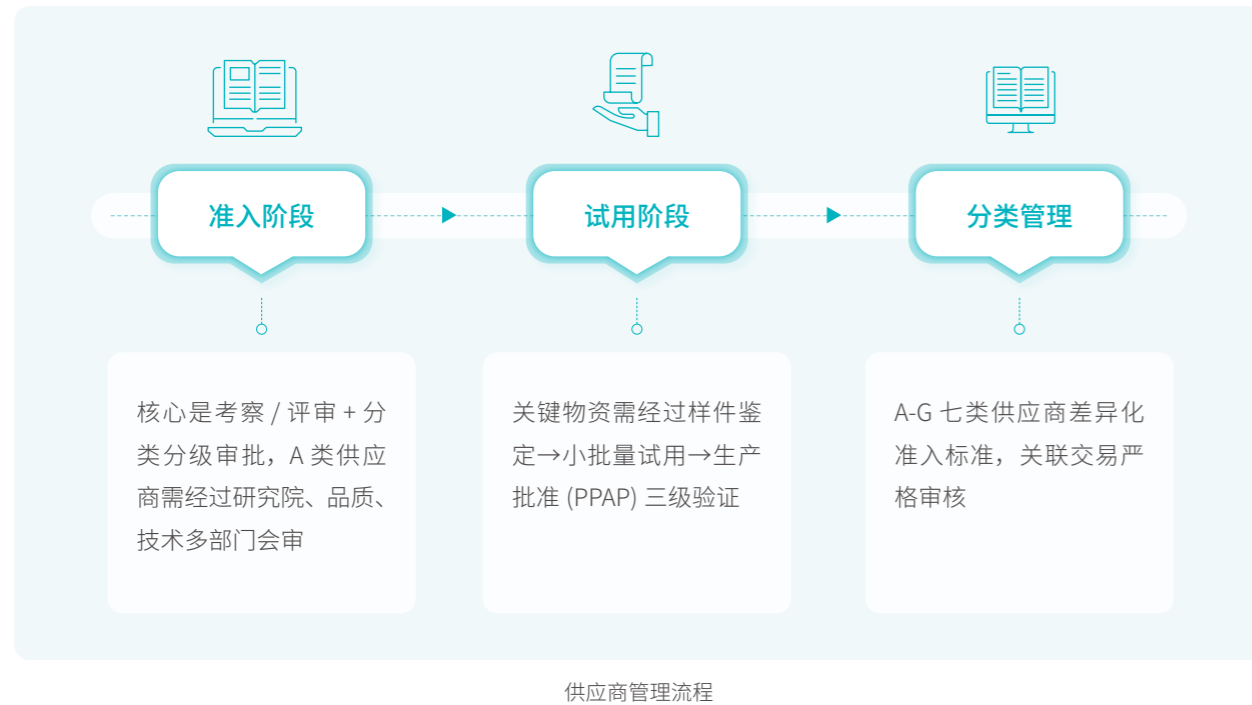 准入阶段
试用阶段
分类管理
核心是考察 / 评审 + 分
类分级审批，A 类供应
商需经过研究院、品质、
技术多部门会审
关键物资需经过样件鉴
定→小批量试用→生产
批准 (PPAP) 三级验证
A-G 七类供应商差异化
准入标准，关联交易严
格审核
供应商管理流程